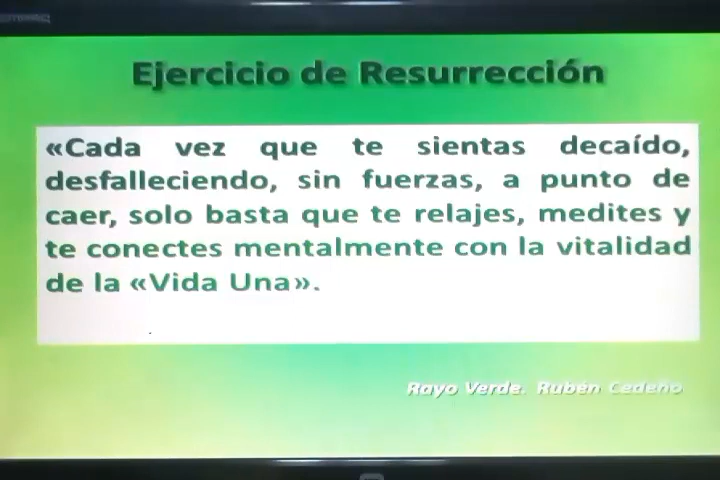 Ejercicio de Resurrección
«Cada vez que te sientas decaído,
desfalleciendo, sin fuerzas, a punto de
caer, solo basta que te relajes, medites y
te conectes mentalmente con la vitalidad
de la «Vida Una».
Rayo Verde. Rubén Cedeño